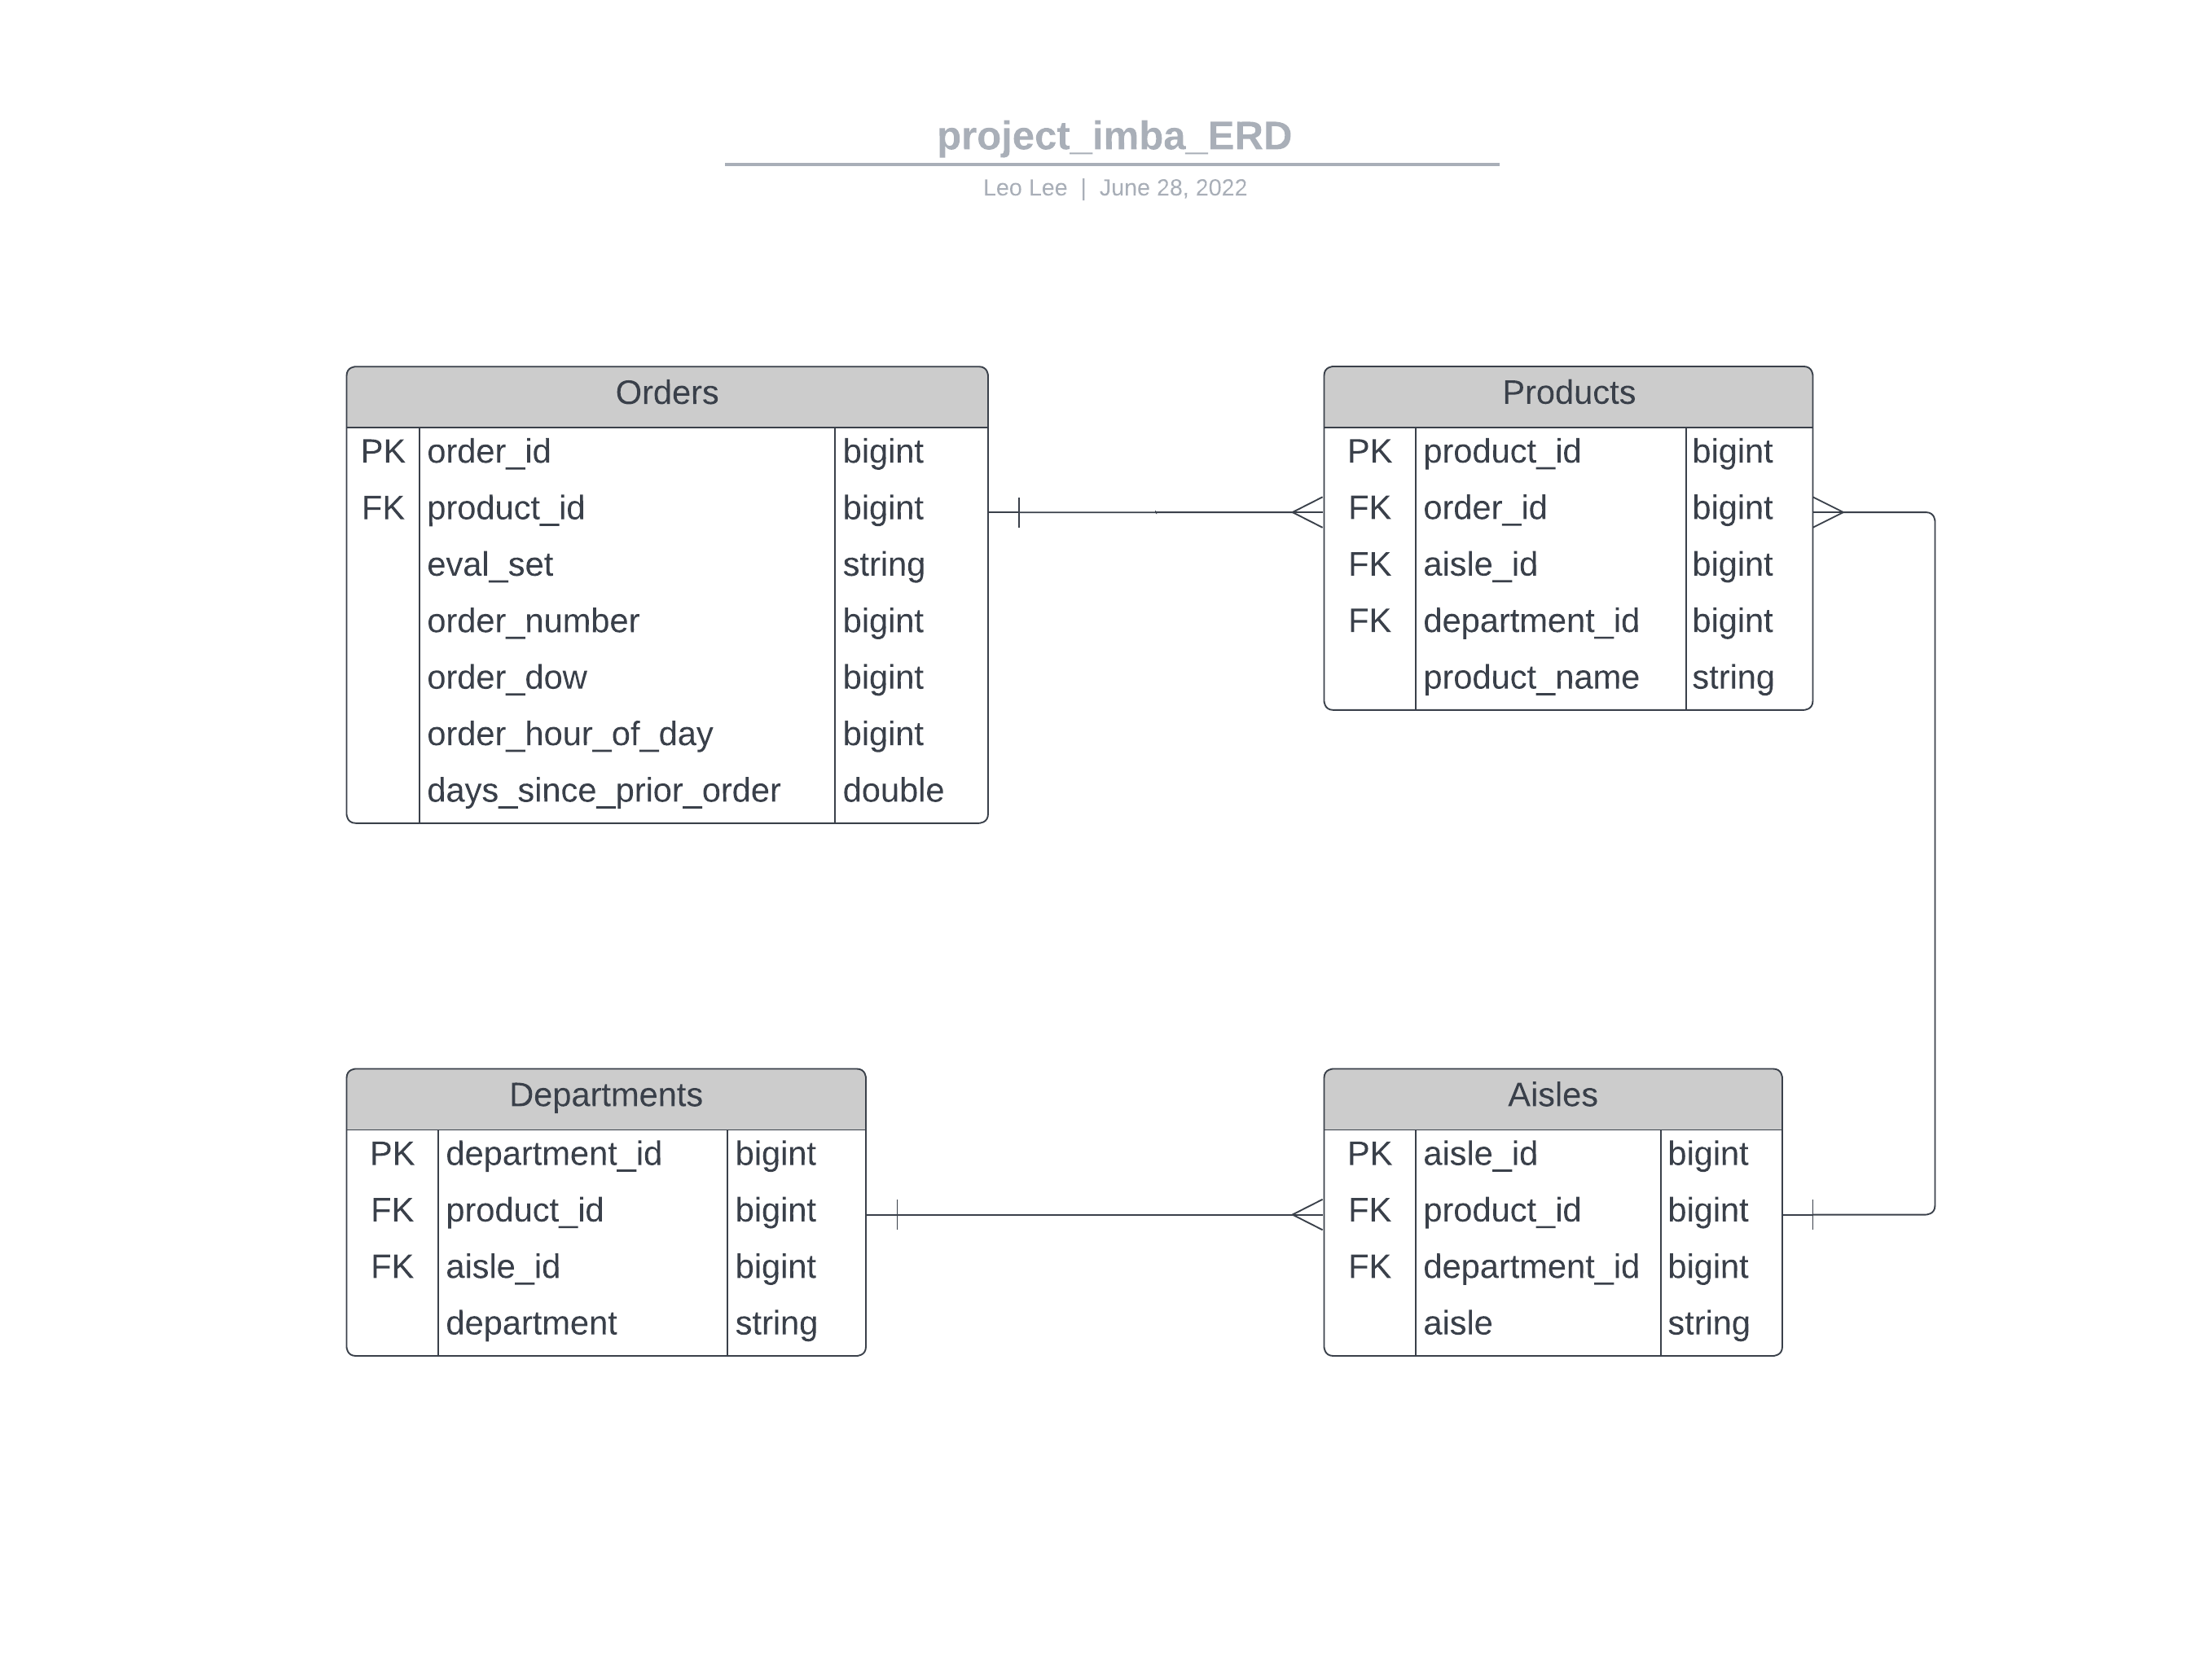 project_imba_ERD
Leo Lee | June 28, 2022
Orders
PK order_id bigint
FK product_id bigint
eval_set string
order_number bigint
order_dow bigint
order_hour_of_day bigint
days_since_prior_order double
Products
PK product_id bigint
FK order_id bigint
FK aisle_id bigint
FK department_id bigint
product_name string
Departments
PK department_id bigint
FK product_id bigint
FK aisle_id bigint
department string
Aisles
PK aisle_id bigint
FK product_id bigint
FK department_id bigint
aisle string